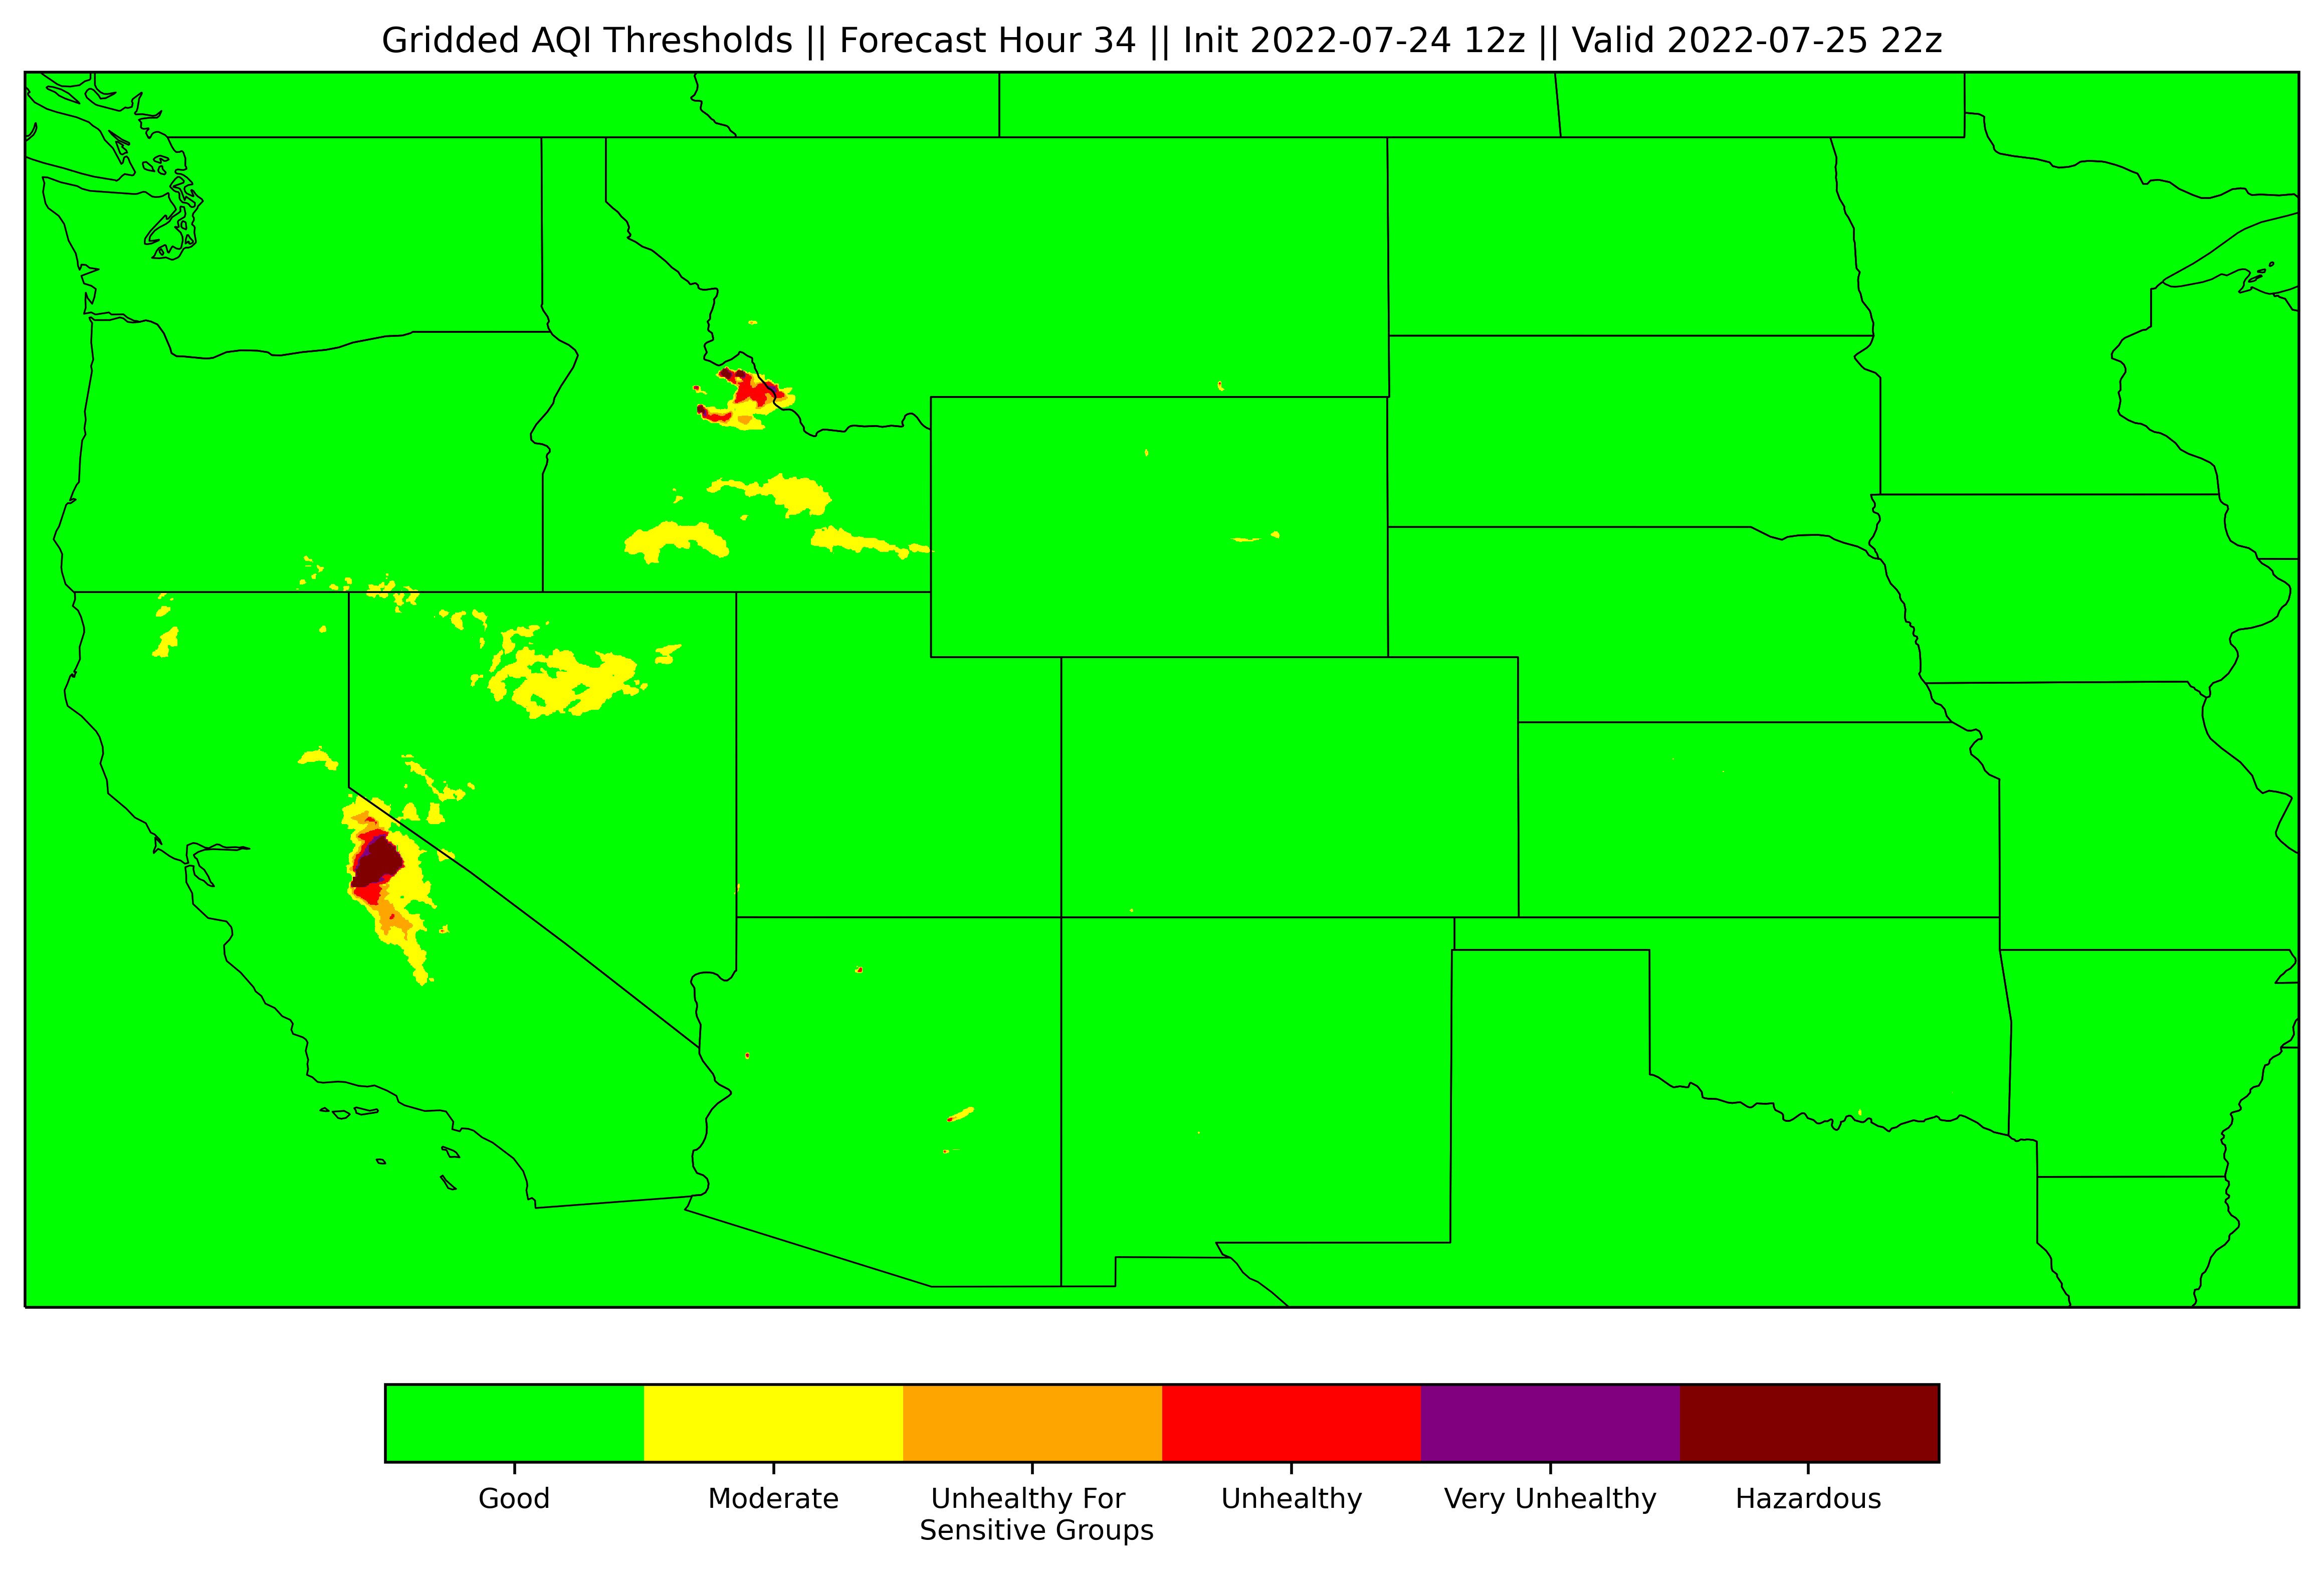 Gridded AQI Thresholds || Forecast Hour 34 || Init 2022-07-24 12z || Valid 2022-07-25 22z
Good
Moderate
Unhealthy For
Sensitive Groups
Unhealthy
Very Unhealthy
Hazardous